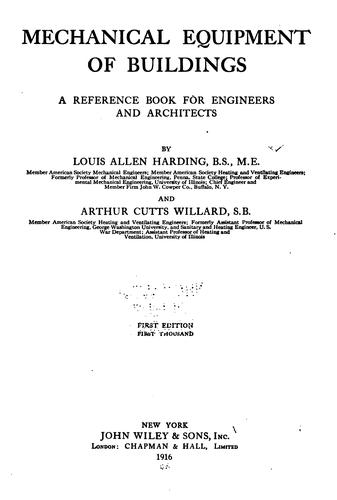 MECHANICAL EQUIPMENT
OF BUILDINGS
A REFERENCE BOOK FOR ENGINEERS
AND ARCHITECTS
BY
LOUIS ALLEN HARDING, B.S., M.E.
Member American Society Mechanical Engineers; Member American Society Heating and Ventilating Engineers;
Formerly Professor of Mechanical Engineering, Penna. State College; Professor of Experi-
mental Mechanical Engineering, University of Illinois; Chief Engineer and
Member Firm John W. Cowper Co., Buffalo, N. Y.
AND
ARTHUR CUTTS WILLARD, S.B.
Member American Society Heating and Ventilating Engineers; Formerly Assistant Professor of Mechanical
Engineering, George Washington University, and Sanitary and Heating Engineer, U. S.
War Department; Assistant Professor of Heating and
Ventilation, University of Illinois
FIRST EDITION
FIRST THOUSAND
NEW YORK
JOHN WILEY & SONS, Inc.
London: CHAPMAN & HALL, Limited
1916